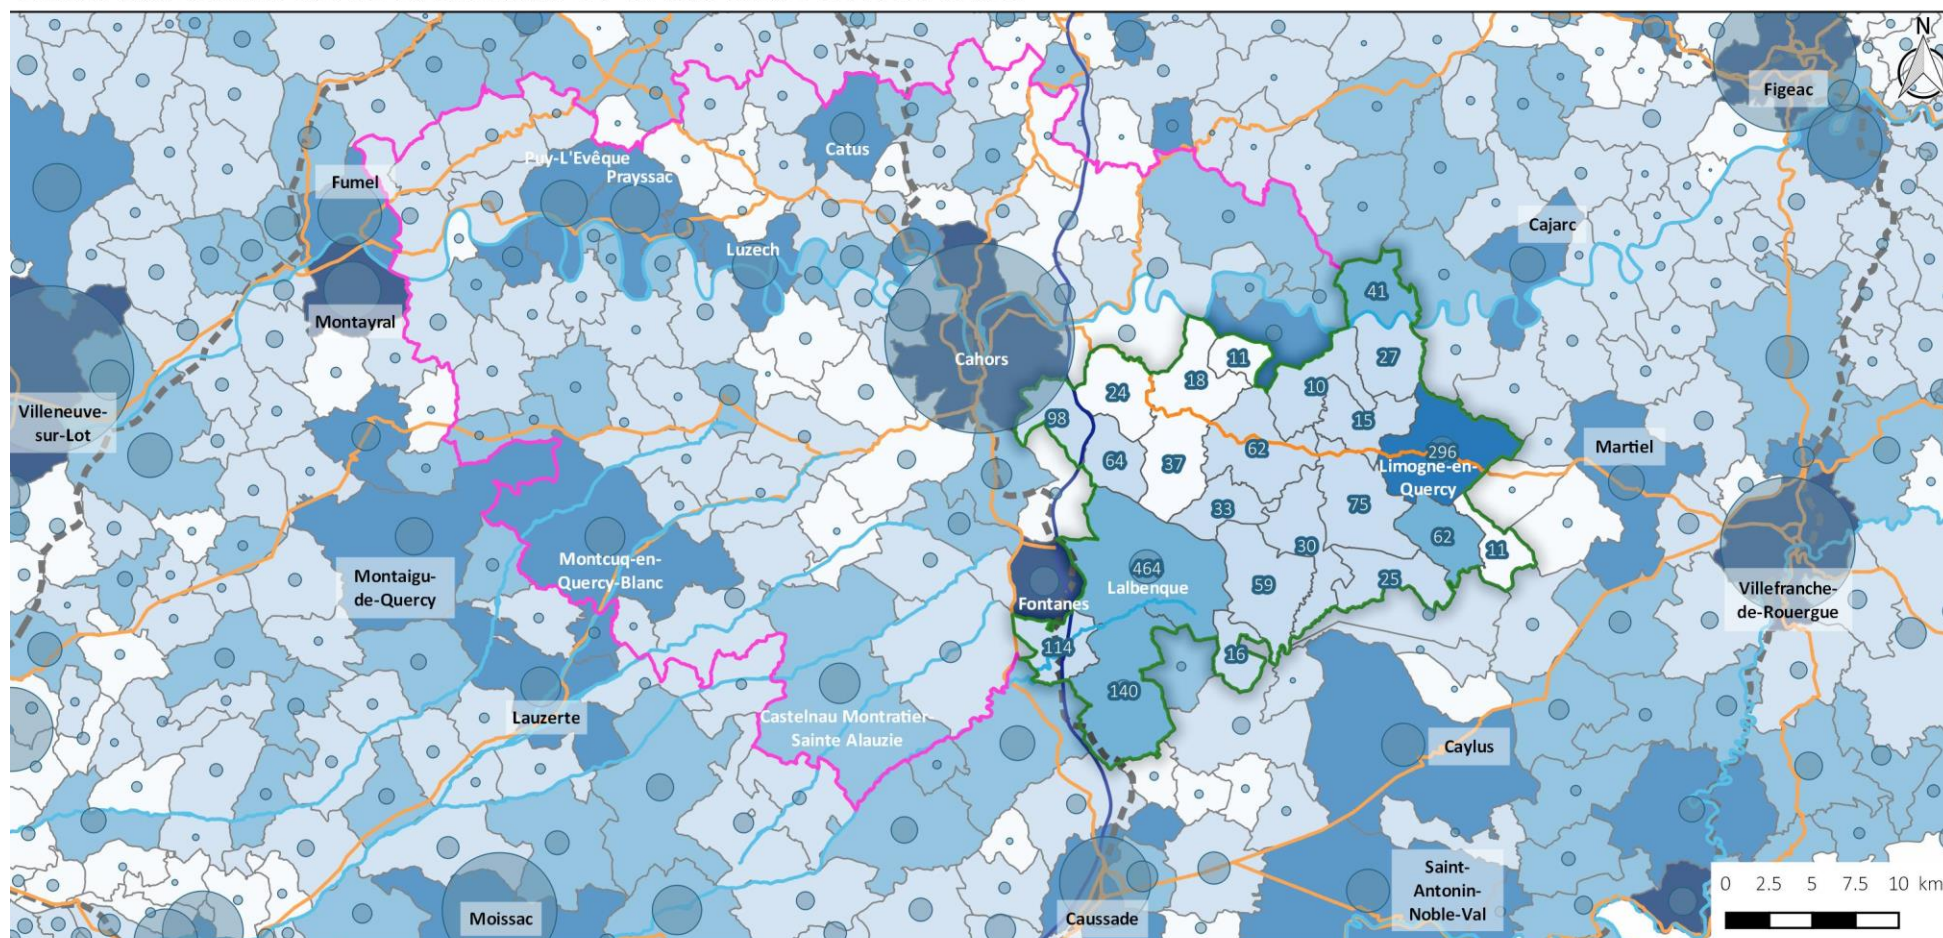 N
Figeac
Catus
Puy-L'Evêque
Prayssac
Fumel
Cajarc
Luzech
41
Montayral
Cahors
11
27
18
10
24
Villeneuve-
sur-Lot
98
15
Martiel
62
296
64
37
Limogne-en-
Quercy
33
75
62
30
11
Montcuq-en-
Quercy-Blanc
464
Montaigu-
de-Quercy
25
59
Lalbenque
Villefranche-
de-Rouergue
Fontanes
114
16
140
Lauzerte
Castelnau Montratier-
Sainte Alauzie
Caylus
Saint-
Antonin-
Noble-Val
0 2.5 5 7.5 10 km
Moissac
Caussade